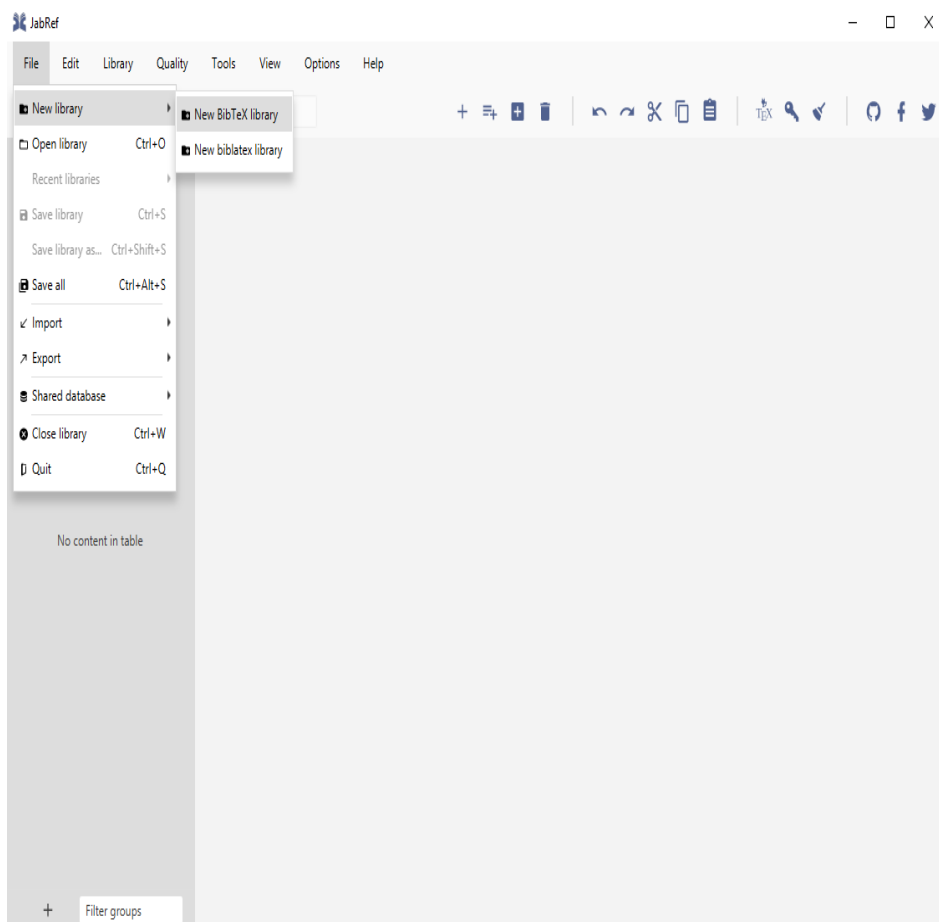 JabRef
File Edit Library Quality Tools View Options Help
New library
New BibTeX library
New biblatex library
Open library Ctrl+O
Recent libraries
Save library Ctrl+S
Save library as... Ctrl+Shift+S
Save all Ctrl+Alt+S
Import
Export
Shared database
Close library Ctrl+W
Quit Ctrl+Q
TEX
No content in table
Filter groups